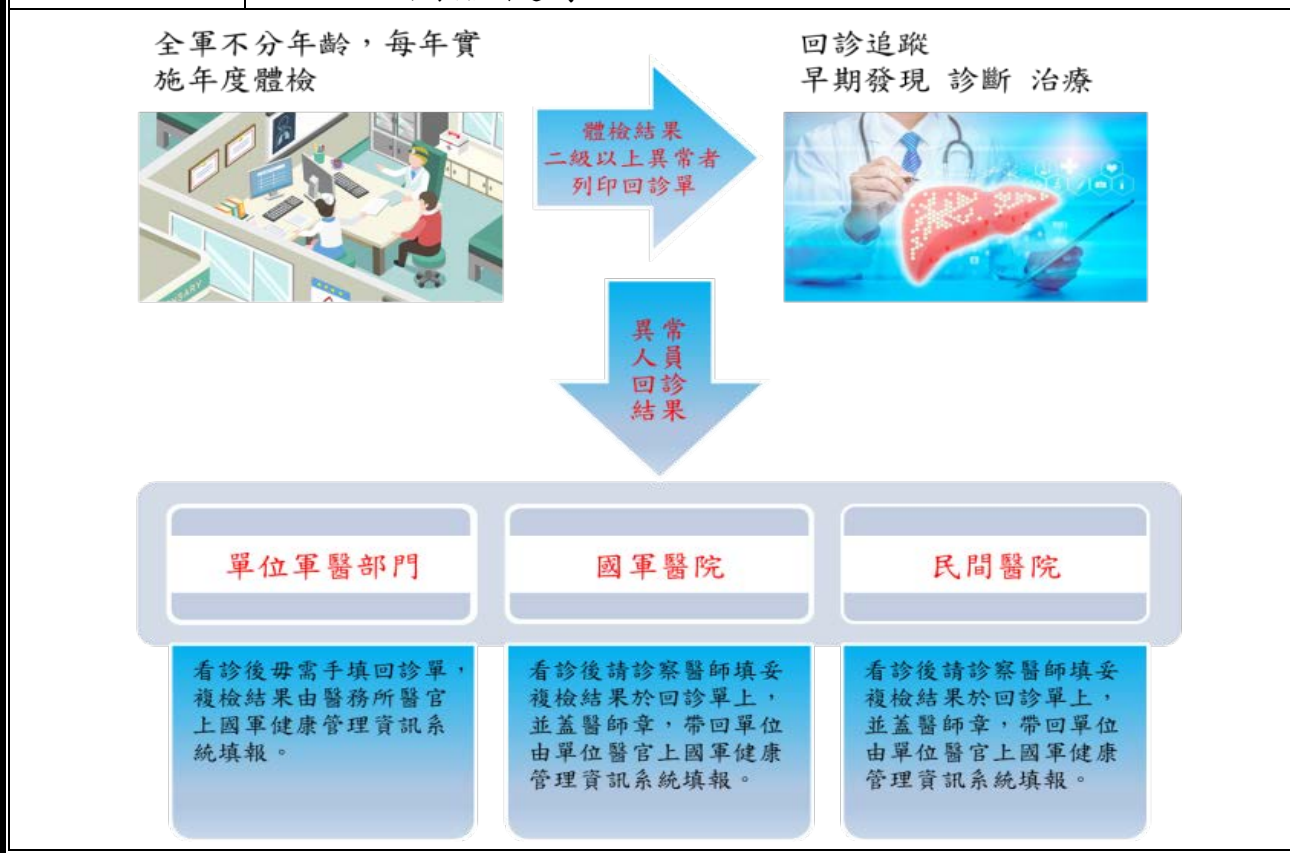 全軍不分年齡，每年實
施年度體檢
體檢結果
二級以上異常者
列印回診單
回診追蹤
早期發現 診斷 治療
異常
人員
回診
結果
單位軍醫部門
國軍醫院
民間醫院
看診後毋需手填回診單，
複檢結果由醫務所醫官
上國軍健康管理資訊系
統填報。
看診後請診察醫師填妥
複檢結果於回診單上，
並蓋醫師章，帶回單位
由單位醫官上國軍健康
管理資訊系統填報。
看診後請診察醫師填妥
複檢結果於回診單上，
並蓋醫師章，帶回單位
由單位醫官上國軍健康
管理資訊系統填報。